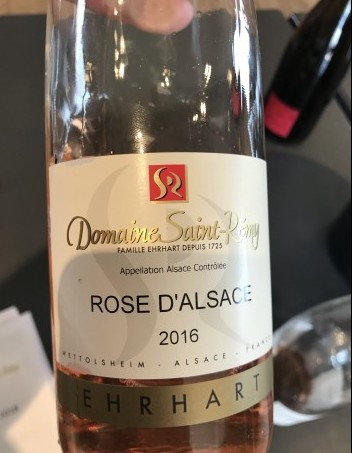 SR
Domaine Saint-Rémy
FAMILLE EHRHART DEPUIS 1725
Appellation Alsace Contrôlée
ROSE D'ALSACE
2016
WETTOLSHEIM - ALSACE - FRANCE
EHRHART